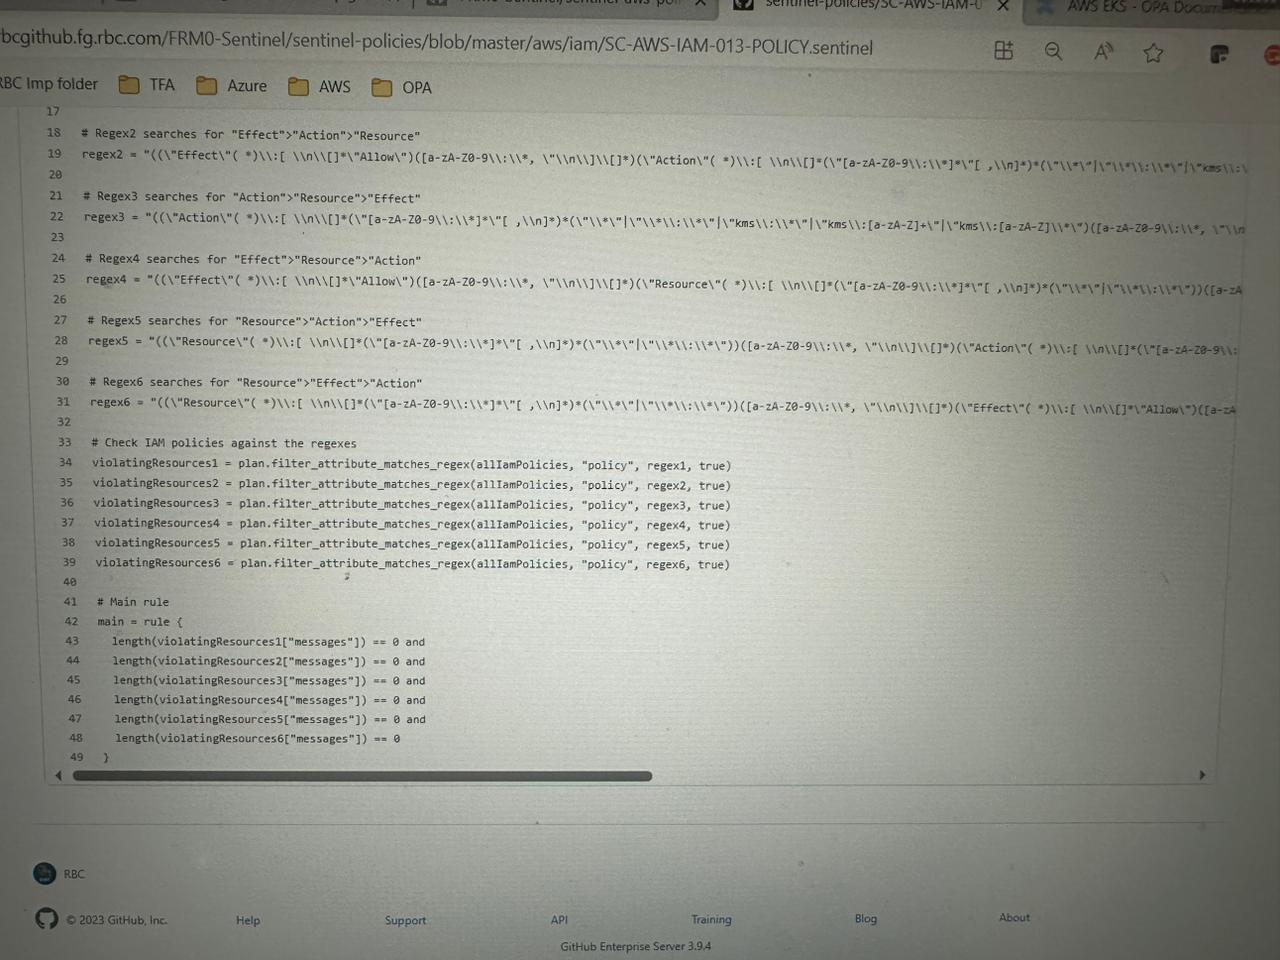 sentinel-policies/SC-AWS-IAM-0
AWS EKS - OPA Docum
rbcgithub.fg.rbc.com/FRM0-Sentinel/sentinel-policies/blob/master/aws/iam/SC-AWS-IAM-013-POLICY.sentinel
RBC Imp folder TFA Azure AWS OPA
17
18 # Regex2 searches for "Effect">"Action">"Resource"
19 regex2 = "((\"Effect\"( *)\\:[ \\n\\[]*\"Allow\")([a-zA-Z0-9\\:\\*, \"\\n\\]\\[]*)(\"Action\"( *)\\:[ \\n\\[]*(\"[a-zA-Z0-9\\:\\*]*\"[ ,\\n]*)*(\"\\*\"|\"\\*\\:\\*\"|\"kms\\:\
20
21 # Regex3 searches for "Action">"Resource">"Effect"
22 regex3 = "((\"Action\"( *)\\:[ \\n\\[]*(\"[a-zA-Z0-9\\:\\*]*\"[ ,\\n]*)*(\"\\*\"|\"\\*\\:\\*\"|\"kms\\:\\*\"|\"kms\\:[a-zA-Z]+\"|\"kms\\:[a-zA-Z]\\*\")([a-zA-Z0-9\\:\\*, \"\\n
23
24 # Regex4 searches for "Effect">"Resource">"Action"
25 regex4 = "((\"Effect\"( *)\\:[ \\n\\[]*\"Allow\")([a-zA-Z0-9\\:\\*, \"\\n\\]\\[]*)(\"Resource\"( *)\\:[ \\n\\[]*(\"[a-zA-Z0-9\\:\\*]*\"[ ,\\n]*)*(\"\\*\"|\"\\*\\:\\*\"))([a-zA
26
27 # Regex5 searches for "Resource">"Action">"Effect"
28 regex5 = "((\"Resource\"( *)\\:[ \\n\\[]*(\"[a-zA-Z0-9\\:\\*]*\"[ ,\\n]*)*(\"\\*\"|\"\\*\\:\\*\"))([a-zA-Z0-9\\:\\*, \"\\n\\]\\[]*)(\"Action\"( *)\\:[ \\n\\[]*(\"[a-zA-Z0-9\\:
29
30 # Regex6 searches for "Resource">"Effect">"Action"
31 regex6 = "((\"Resource\"( *)\\:[ \\n\\[]*(\"[a-zA-Z0-9\\:\\*]*\"[ ,\\n]*)*(\"\\*\"|\"\\*\\:\\*\"))([a-zA-Z0-9\\:\\*, \"\\n\\]\\[]*)(\"Effect\"( *)\\:[ \\n\\[]*\"Allow\")([a-zA
32
33 # Check IAM policies against the regexes
34 violatingResources1 = plan.filter_attribute_matches_regex(allIamPolicies, "policy", regex1, true)
35 violatingResources2 = plan.filter_attribute_matches_regex(allIamPolicies, "policy", regex2, true)
36 violatingResources3 = plan.filter_attribute_matches_regex(allIamPolicies, "policy", regex3, true)
37 violatingResources4 = plan.filter_attribute_matches_regex(allIamPolicies, "policy", regex4, true)
38 violatingResources5 = plan.filter_attribute_matches_regex(allIamPolicies, "policy", regex5, true)
39 violatingResources6 = plan.filter_attribute_matches_regex(allIamPolicies, "policy", regex6, true)
40
41 # Main rule
42 main = rule {
43 length(violatingResources1["messages"]) == 0 and
44 length(violatingResources2["messages"]) == 0 and
45 length(violatingResources3["messages"]) == 0 and
46 length(violatingResources4["messages"]) == 0 and
47 length(violatingResources5["messages"]) == 0 and
48 length(violatingResources6["messages"]) == 0
49 }
RBC
© 2023 GitHub, Inc. Help Support API Training Blog About
GitHub Enterprise Server 3.9.4